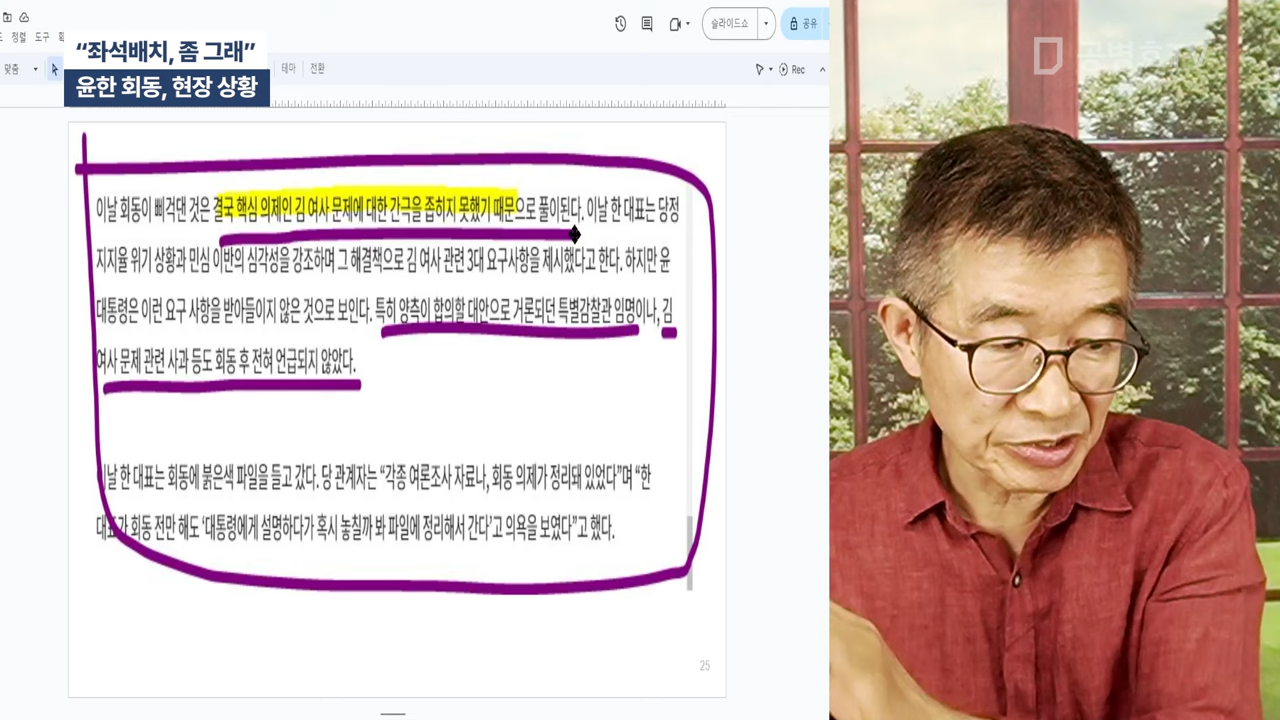 정렬 도구
슬라이드쇼
공유
"좌석배치, 좀 그래"
윤한 회동, 현장 상황
맞춤
테마
전환
Rec
이날 회동이 삐걱댄 것은 결국 핵심 의제인 김 여사 문제에 대한 간극을 좁히지 못했기 때문으로 풀이된다. 이날 한 대표는 당정
지지율 위기 상황과 민심 이반의 심각성을 강조하며 그 해결책으로 김 여사 관련 3대 요구사항을 제시했다고 한다. 하지만 윤
대통령은 이런 요구 사항을 받아들이지 않은 것으로 보인다. 특히 양측이 합의할 대안으로 거론되던 특별감찰관 임명이나, 김
여사 문제 관련 사과 등도 회동 후 전혀 언급되지 않았다.
이날 한 대표는 회동에 붉은색 파일을 들고 갔다. 당 관계자는 “각종 여론조사 자료나, 회동 의제가 정리돼 있었다”며 “한
대표가 회동 전만 해도 ‘대통령에게 설명하다가 혹시 놓칠까 봐 파일에 정리해서 간다’고 의욕을 보였다”고 했다.
25